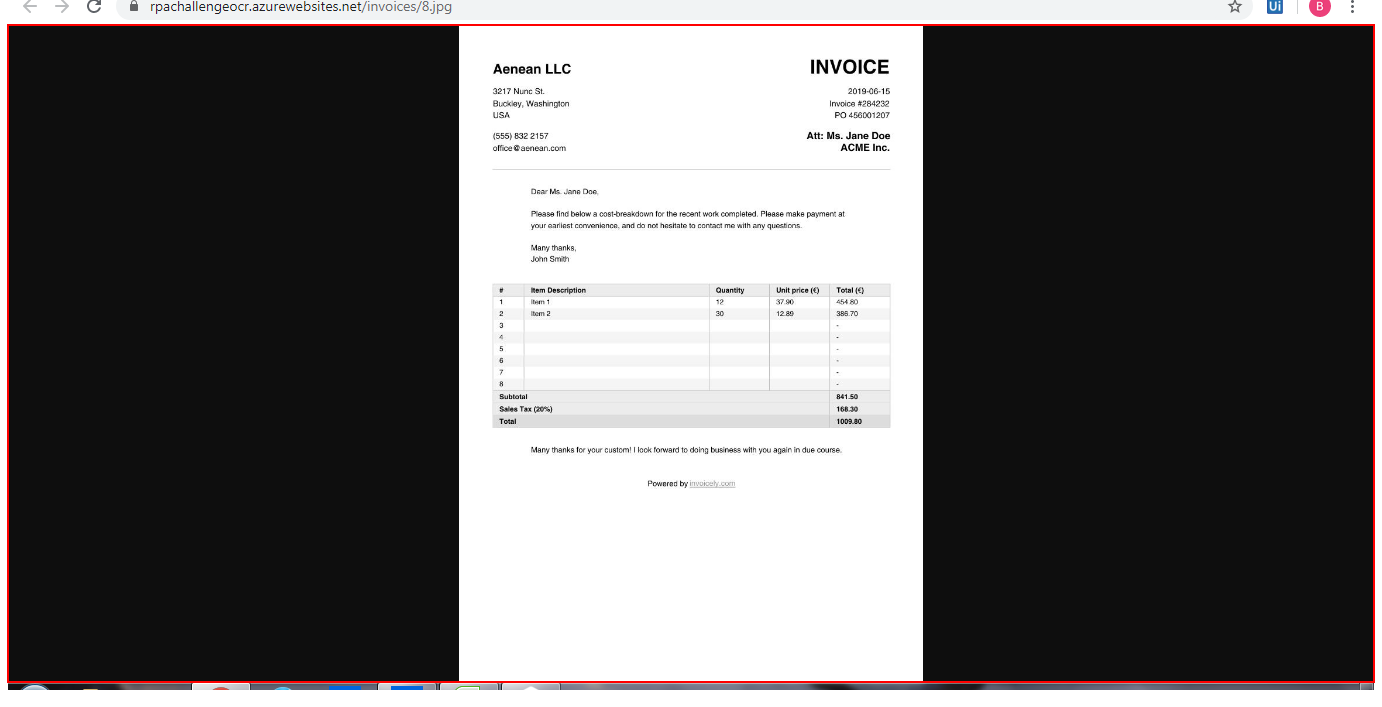 rpachallengeocr.azurewebsites.net/invoices/8.jpg
Ui
B
Aenean LLC
INVOICE
3217 Nunc St.
2019-06-15
Buckley, Washington
Invoice #284232
USA
PO 456001207
(555) 832 2157
Att: Ms. Jane Doe
office@aenean.com
ACME Inc.
Dear Ms. Jane Doe,
Please find below a cost-breakdown for the recent work completed. Please make payment at
your earliest convenience, and do not hesitate to contact me with any questions.
Many thanks,
John Smith
# Item Description Quantity Unit price (€) Total (€)
1 Item 1 12 37.90 454.80
2 Item 2 30 12.89 386.70
3 -
4 -
5 -
6 -
7 -
8 -
Subtotal 841.50
Sales Tax (20%) 168.30
Total 1009.80
Many thanks for your custom! I look forward to doing business with you again in due course.
Powered by invoicely.com